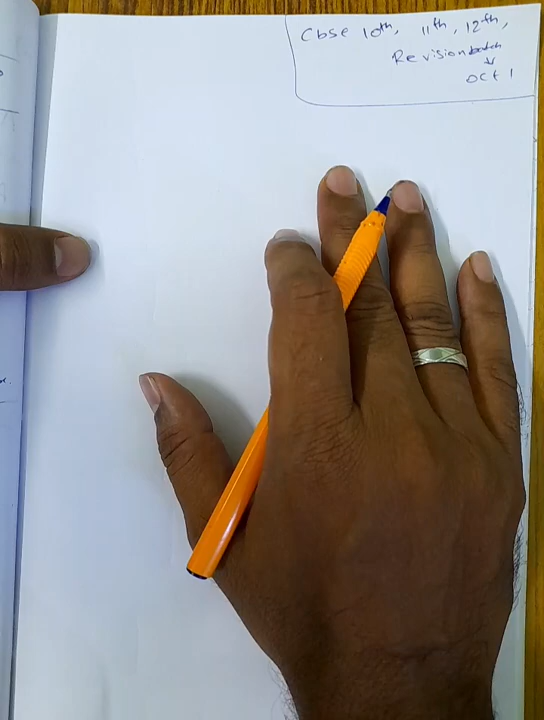 Cbse 10th, 11th, 12th,
Revision batch
↓
oct 1